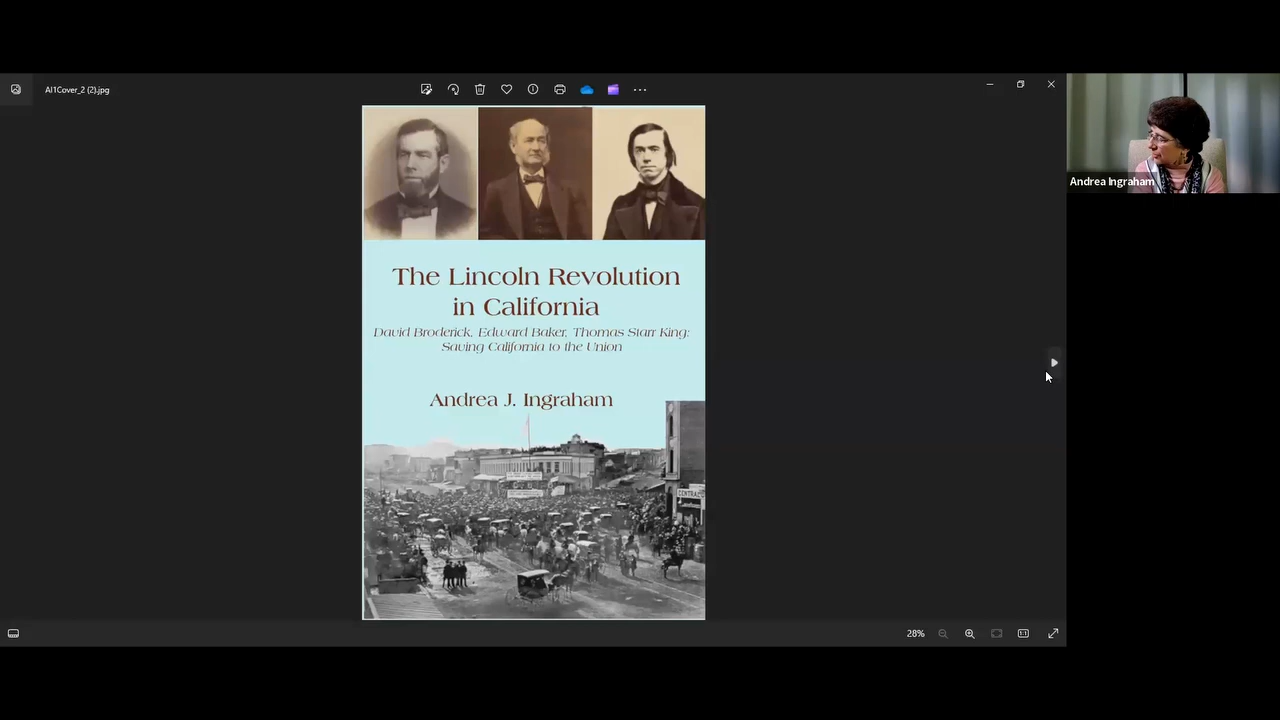 AI1Cover_2 (2).jpg
The Lincoln Revolution
in California
David Broderick, Edward Baker, Thomas Starr King:
Saving California to the Union
Andrea J. Ingraham
CENTRAL
28%
Andrea Ingraham